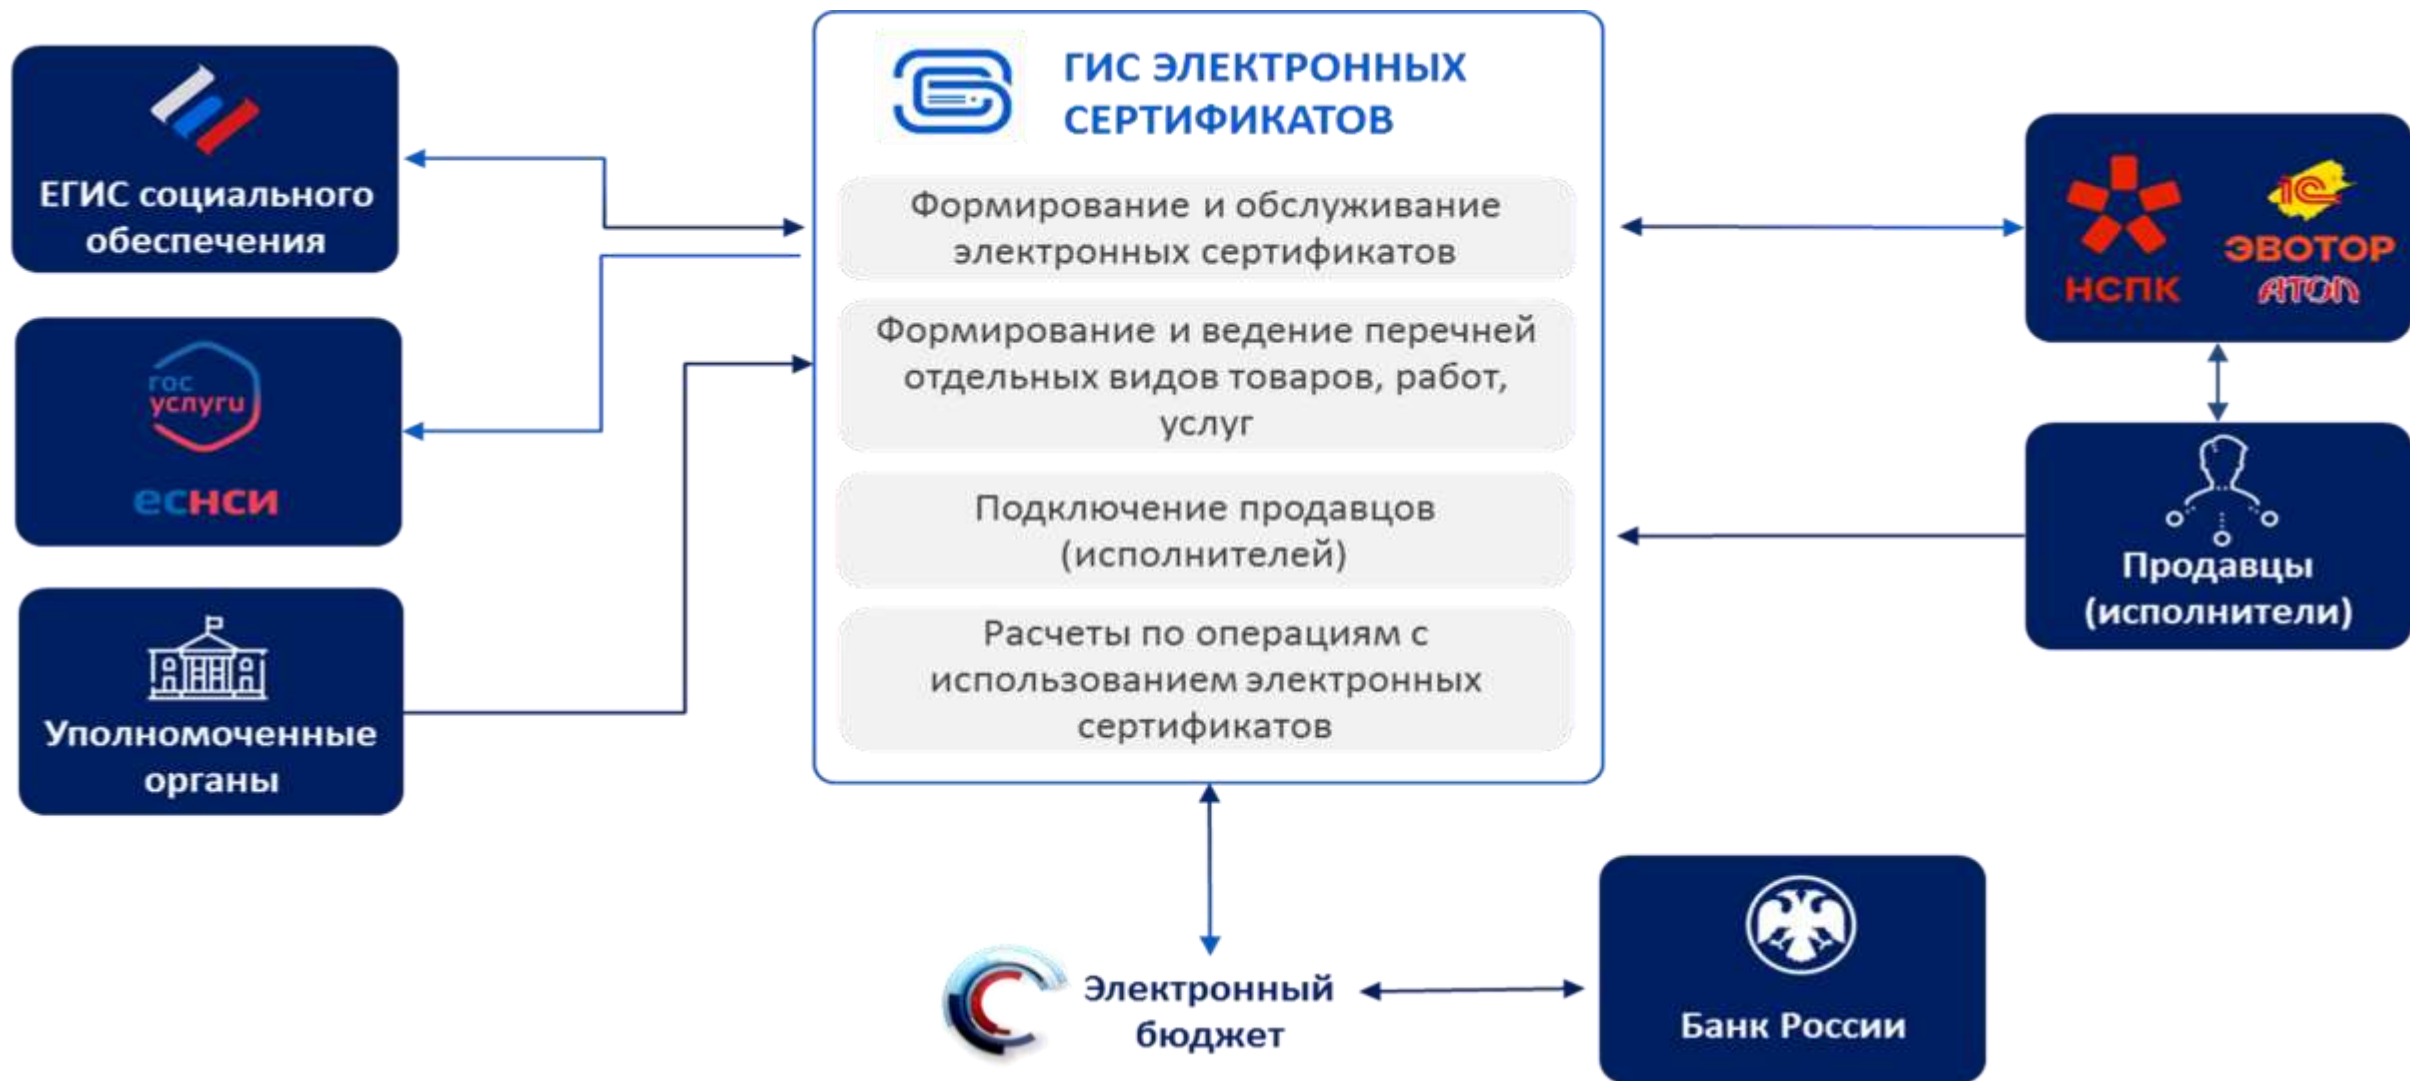 ГИС ЭЛЕКТРОННЫХ
СЕРТИФИКАТОВ
ЕГИС социального
обеспечения
гос
услуги
еснси
Уполномоченные
органы
Формирование и обслуживание
электронных сертификатов
Формирование и ведение перечней
отдельных видов товаров, работ,
услуг
Подключение продавцов
(исполнителей)
Расчеты по операциям с
использованием электронных
сертификатов
НСПК
1С
ЭВОТОР
АТОЛ
Продавцы
(исполнители)
Электронный
бюджет
Банк России